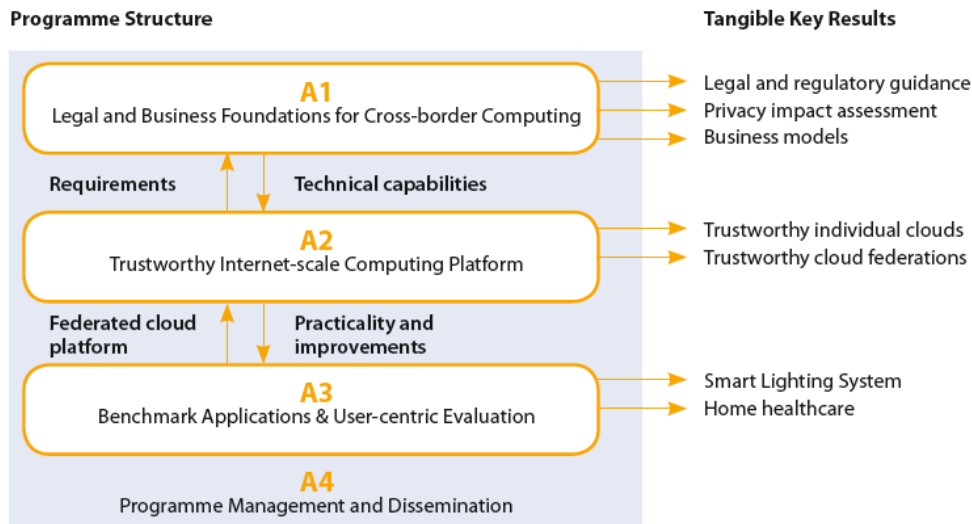 Programme Structure
Tangible Key Results
A1
Legal and Business Foundations for Cross-border Computing
Legal and regulatory guidance
Privacy impact assessment
Business models
Requirements
Technical capabilities
A2
Trustworthy Internet-scale Computing Platform
Trustworthy individual clouds
Trustworthy cloud federations
Federated cloud
platform
Practicality and
improvements
A3
Benchmark Applications & User-centric Evaluation
Smart Lighting System
Home healthcare
A4
Programme Management and Dissemination